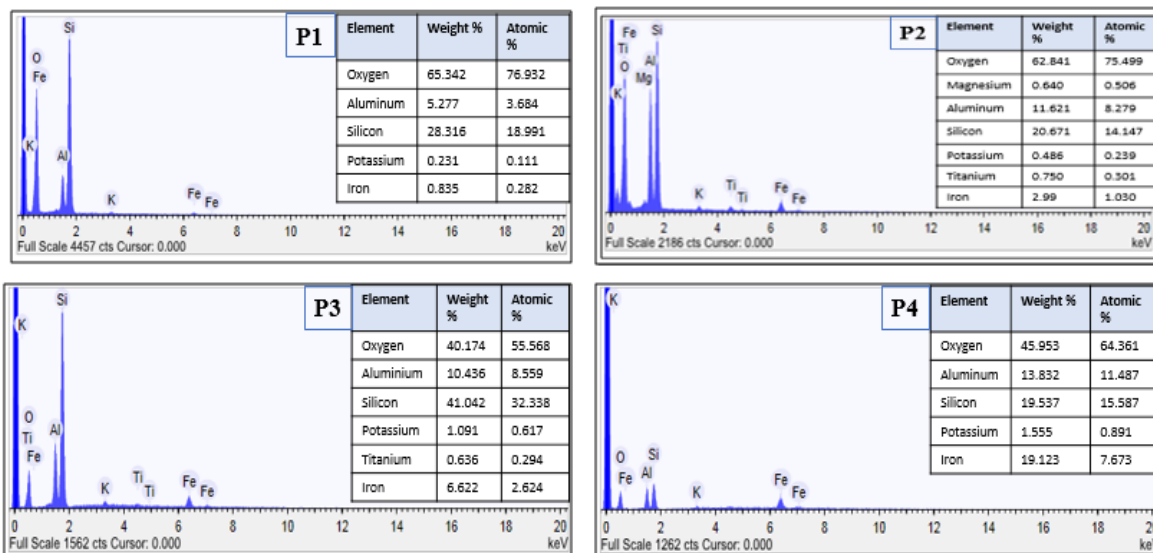 P1
Si
O
Fe
K
Al
K
Fe
Fe
Element Weight % Atomic %
Oxygen 65.342 76.932
Aluminum 5.277 3.684
Silicon 28.316 18.991
Potassium 0.231 0.111
Iron 0.835 0.282
0 2 4 6 8 10 12 14 16 18 20
Full Scale 4457 cts Cursor: 0.000 keV
P2
Fe
Si
Ti
Al
O
Mg
K
K
Ti
Ti
Fe
Fe
Element Weight % Atomic %
Oxygen 62.841 75.499
Magnesium 0.640 0.506
Aluminum 11.621 8.279
Silicon 20.671 14.147
Potassium 0.486 0.239
Titanium 0.750 0.301
Iron 2.99 1.030
0 2 4 6 8 10 12 14 16 18 20
Full Scale 2186 cts Cursor: 0.000 keV
P3
Si
K
O
Ti
Al
Fe
K
Ti
Ti
Fe
Fe
Element Weight % Atomic %
Oxygen 40.174 55.568
Aluminium 10.436 8.559
Silicon 41.042 32.338
Potassium 1.091 0.617
Titanium 0.636 0.294
Iron 6.622 2.624
0 2 4 6 8 10 12 14 16 18 20
Full Scale 1562 cts Cursor: 0.000 keV
P4
K
O
Si
Fe
Al
K
Fe
Fe
Element Weight % Atomic %
Oxygen 45.953 64.361
Aluminum 13.832 11.487
Silicon 19.537 15.587
Potassium 1.555 0.891
Iron 19.123 7.673
0 2 4 6 8 10 12 14 16 18 20
Full Scale 1262 cts Cursor: 0.000 keV